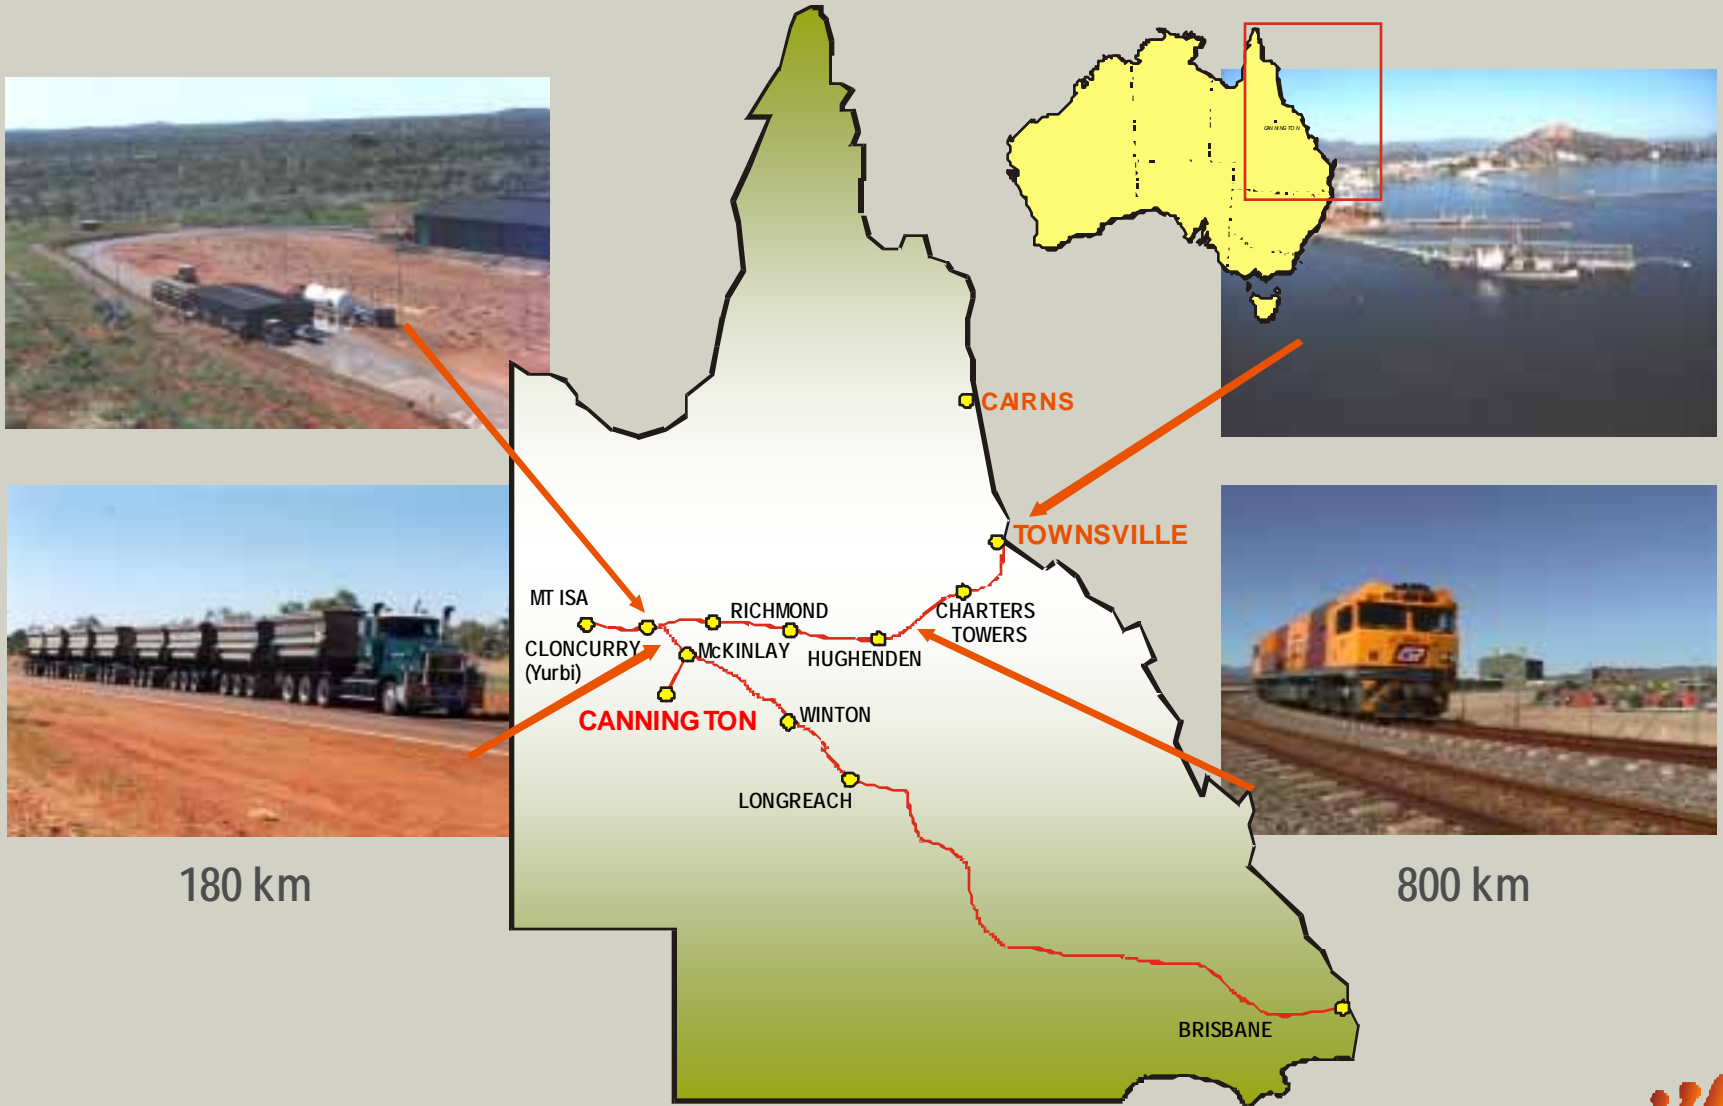 CANNINGTON
CAIRNS
TOWNSVILLE
MT ISA
RICHMOND
CHARTERS
TOWERS
CLONCURRY
(Yurbi)
McKINLAY
HUGHENDEN
CANNINGTON
WINTON
LONGREACH
180 km
800 km
BRISBANE